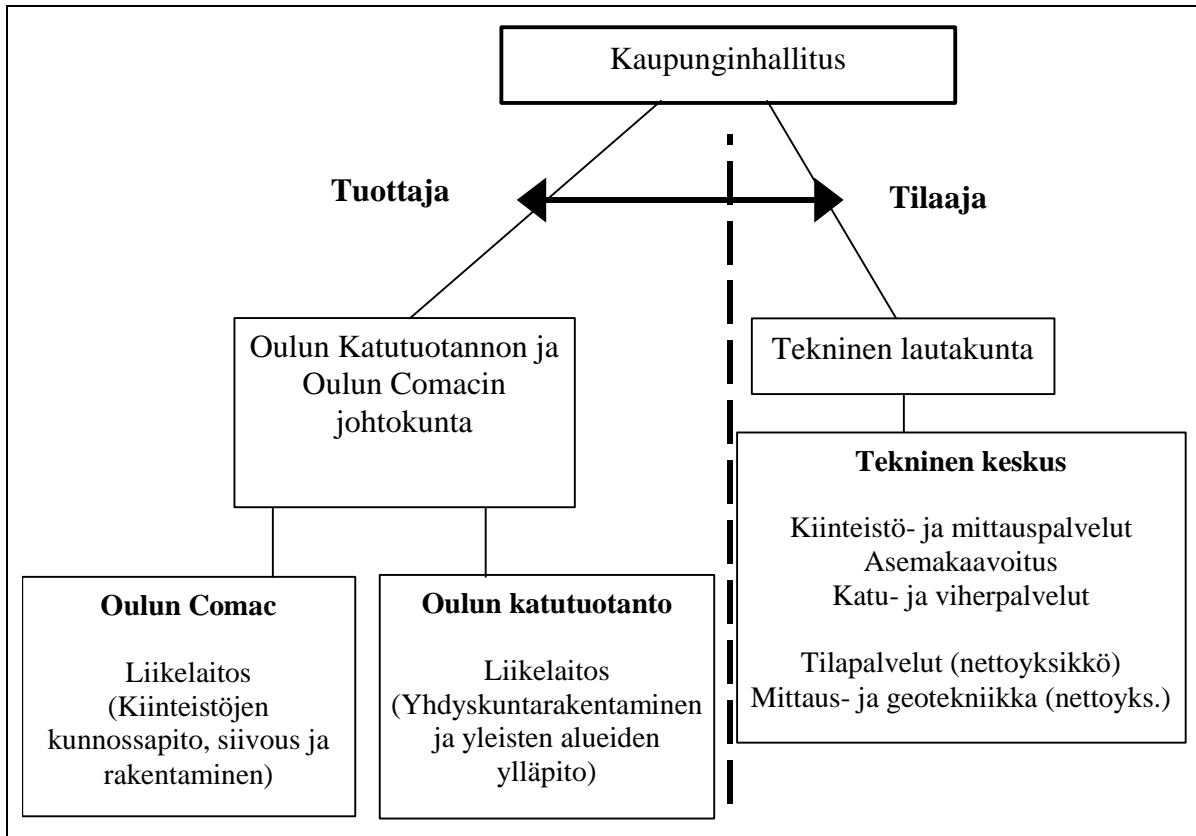 Kaupunginhallitus
Tuottaja
Tilaaja
Oulun Katutuotannon ja
Oulun Comacin
johtokunta
Tekninen lautakunta
Oulun Comac
Liikelaitos
(Kiinteistöjen
kunnossapito, siivous ja
rakentaminen)
Oulun katutuotanto
Liikelaitos
(Yhdyskuntarakentaminen
ja yleisten alueiden
ylläpito)
Tekninen keskus
Kiinteistö- ja mittauspalvelut
Asemakaavoitus
Katu- ja viherpalvelut
Tilapalvelut (nettoyksikkö)
Mittaus- ja geotekniikka (nettoyks.)